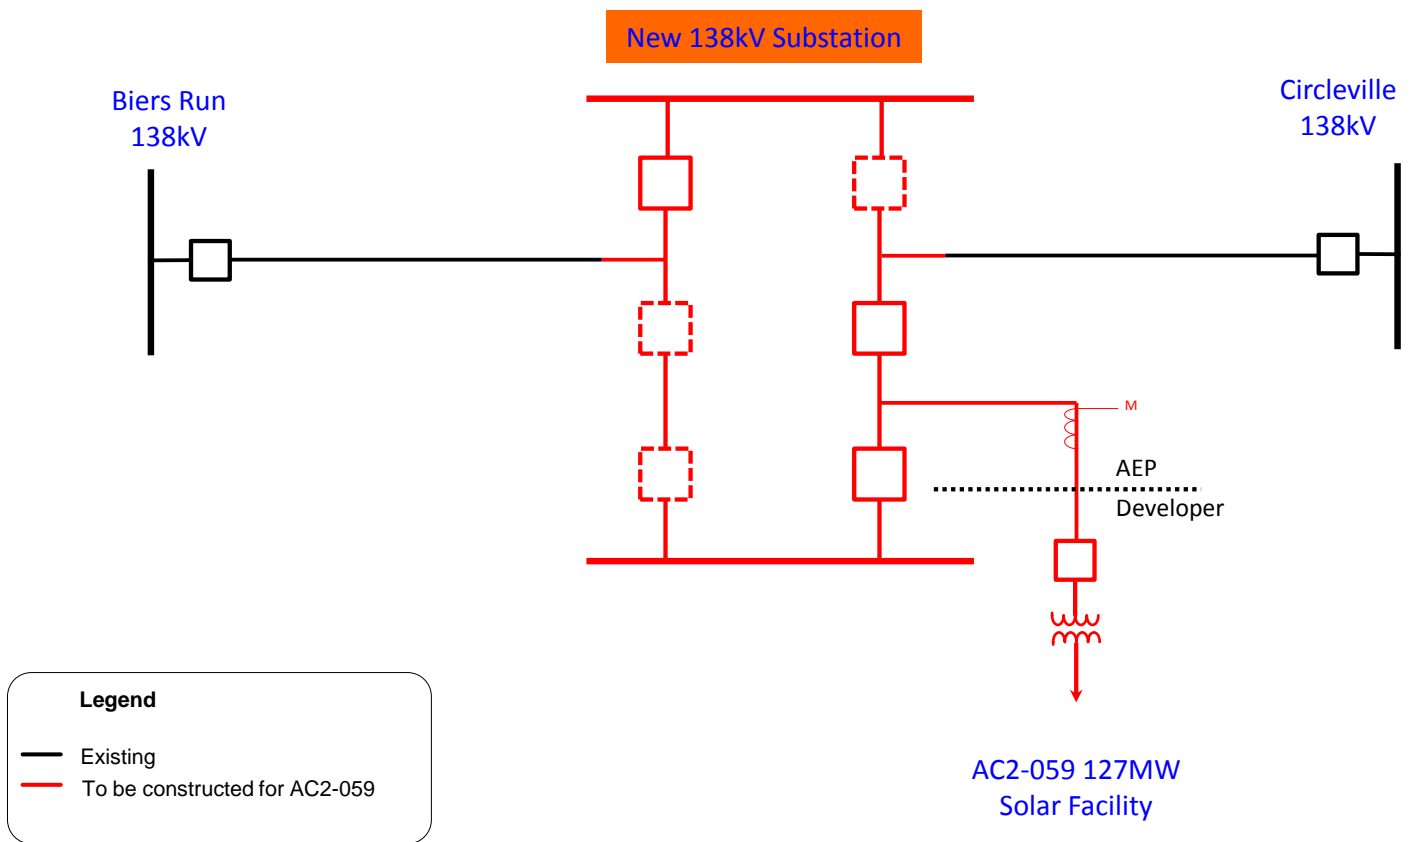 New 138kV Substation
Biers Run
138kV
Circleville
138kV
M
AEP
Developer
AC2-059 127MW
Solar Facility
Legend
Existing
To be constructed for AC2-059